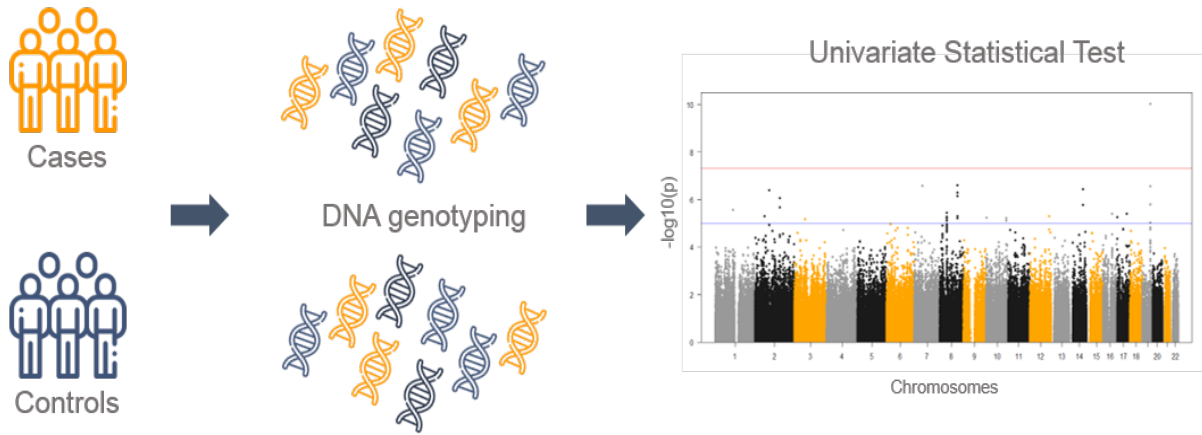 Cases
Controls
DNA genotyping
Univariate Statistical Test
-log10(p)
10
8
6
4
2
0
1 2 3 4 5 6 7 8 9 10 11 12 13 14 15 16 17 18 20 22
Chromosomes